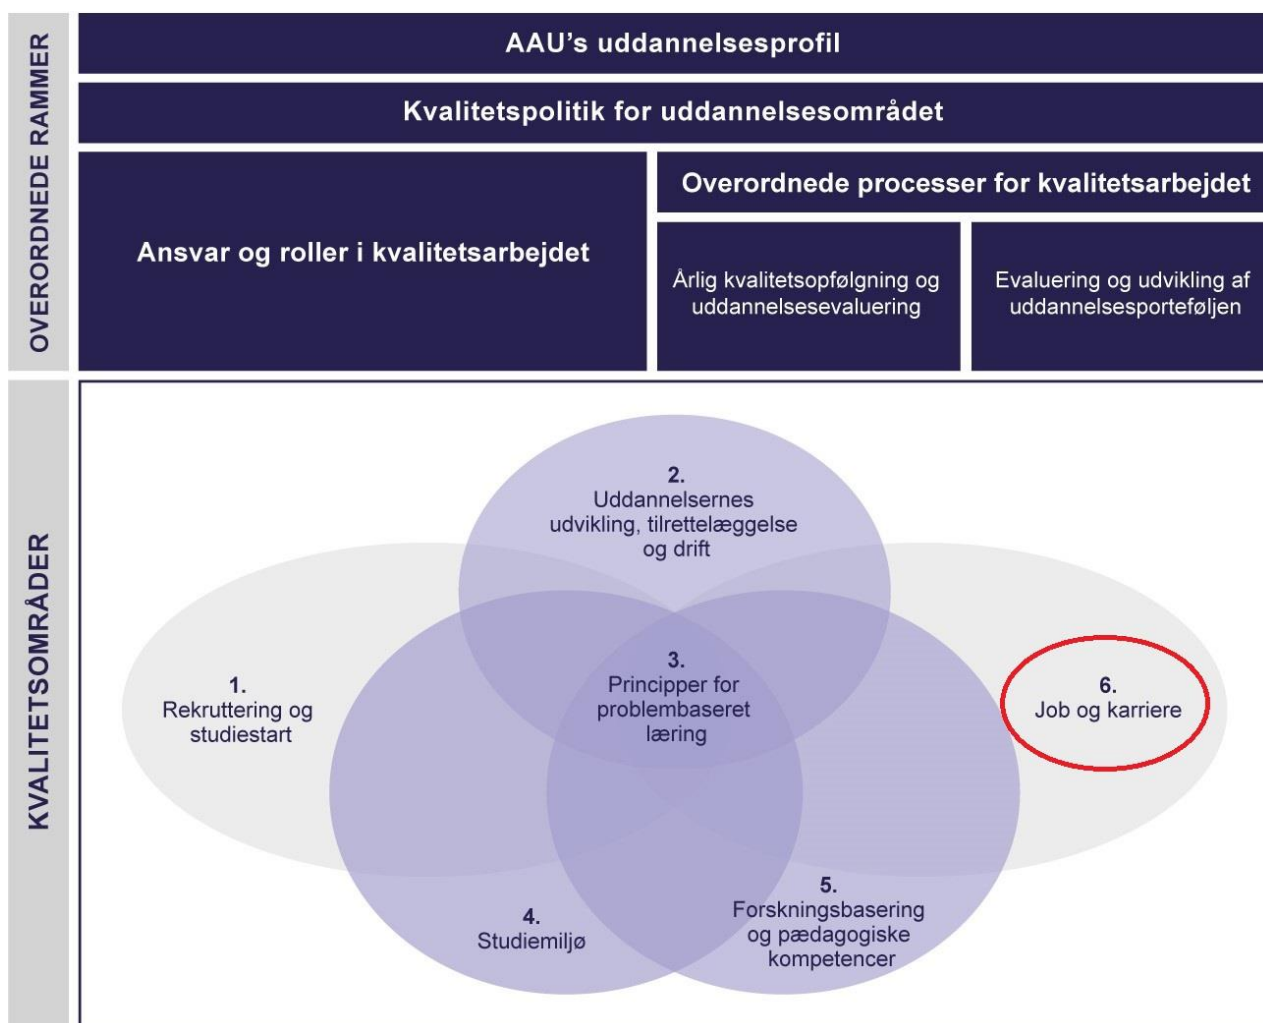 OVERORDNEDE RAMMER
AAU’s uddannelsesprofil
Kvalitetspolitik for uddannelsesområdet
Ansvar og roller i kvalitetsarbejdet
Overordnede processer for kvalitetsarbejdet
Årlig kvalitetsopfølgning og
uddannelsesevaluering
Evaluering og udvikling af
uddannelsesporteføljen
KVALITETSOMRÅDER
1.
Rekruttering og
studiestart
2.
Uddannelsernes
udvikling, tilrettelæggelse
og drift
3.
Principper for
problembaseret
læring
4.
Studiemiljø
5.
Forskningsbasering
og pædagogiske
kompetencer
6.
Job og karriere